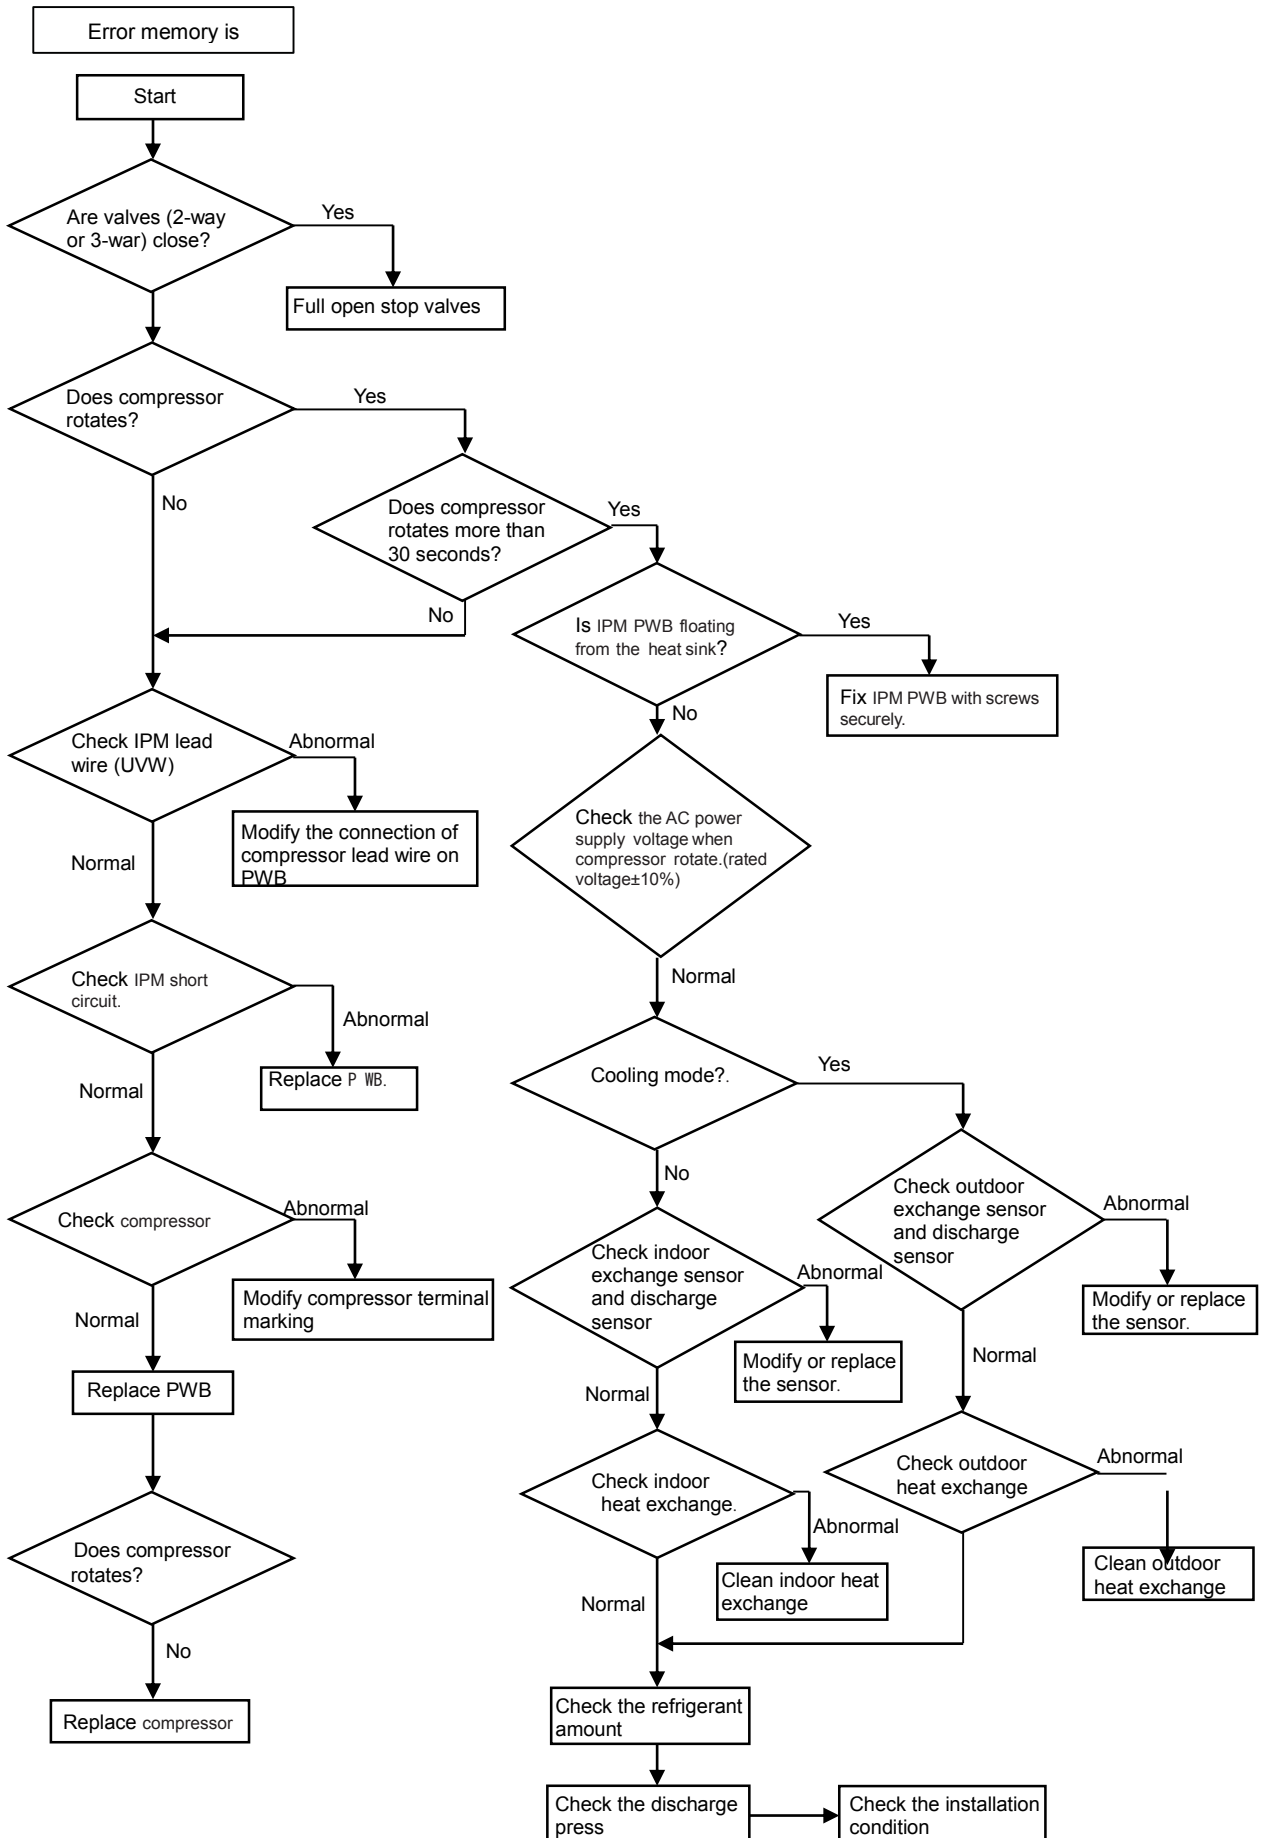 Error memory is
Start
Are valves (2-way
or 3-war) close?
Yes
Full open stop valves
Does compressor
rotates?
Yes
No
Does compressor
rotates more than
30 seconds?
Yes
No
Is IPM PWB floating
from the heat sink?
Yes
Fix IPM PWB with screws
securely.
No
Check IPM lead
wire (UVW)
Abnormal
Modify the connection of
compressor lead wire on
PWB
Normal
Check the AC power
supply voltage when
compressor rotate.(rated
voltage±10%)
Normal
Check IPM short
circuit.
Abnormal
Replace P WB.
Normal
Cooling mode?.
Yes
No
Check compressor
Abnormal
Modify compressor terminal
marking
Normal
Check outdoor
exchange sensor
and discharge
sensor
Abnormal
Modify or replace
the sensor.
Normal
Check indoor
exchange sensor
and discharge
sensor
Abnormal
Modify or replace
the sensor.
Normal
Replace PWB
Check indoor
heat exchange.
Abnormal
Clean indoor heat
exchange
Normal
Check outdoor
heat exchange
Abnormal
Clean outdoor
heat exchange
Does compressor
rotates?
No
Replace compressor
Check the refrigerant
amount
Check the discharge
press
Check the installation
condition